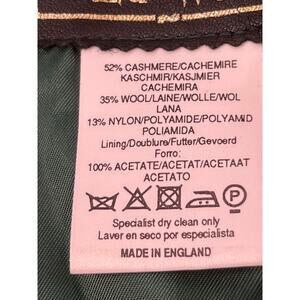 52% CASHMERE/CACHEMIRE
KASCHMIR/KASJMIER
CACHEMIRA
35% WOOL/LAINE/WOLLE/WOL
LANA
13% NYLON/POLYAMIDE/POLYAMID
POLIAMIDA
Lining/Doublure/Futter/Gevoerd
Forro:
100% ACETATE/ACETAT/ACETAAT
ACETATO
P
Specialist dry clean only
Laver en seco por especialista
MADE IN ENGLAND